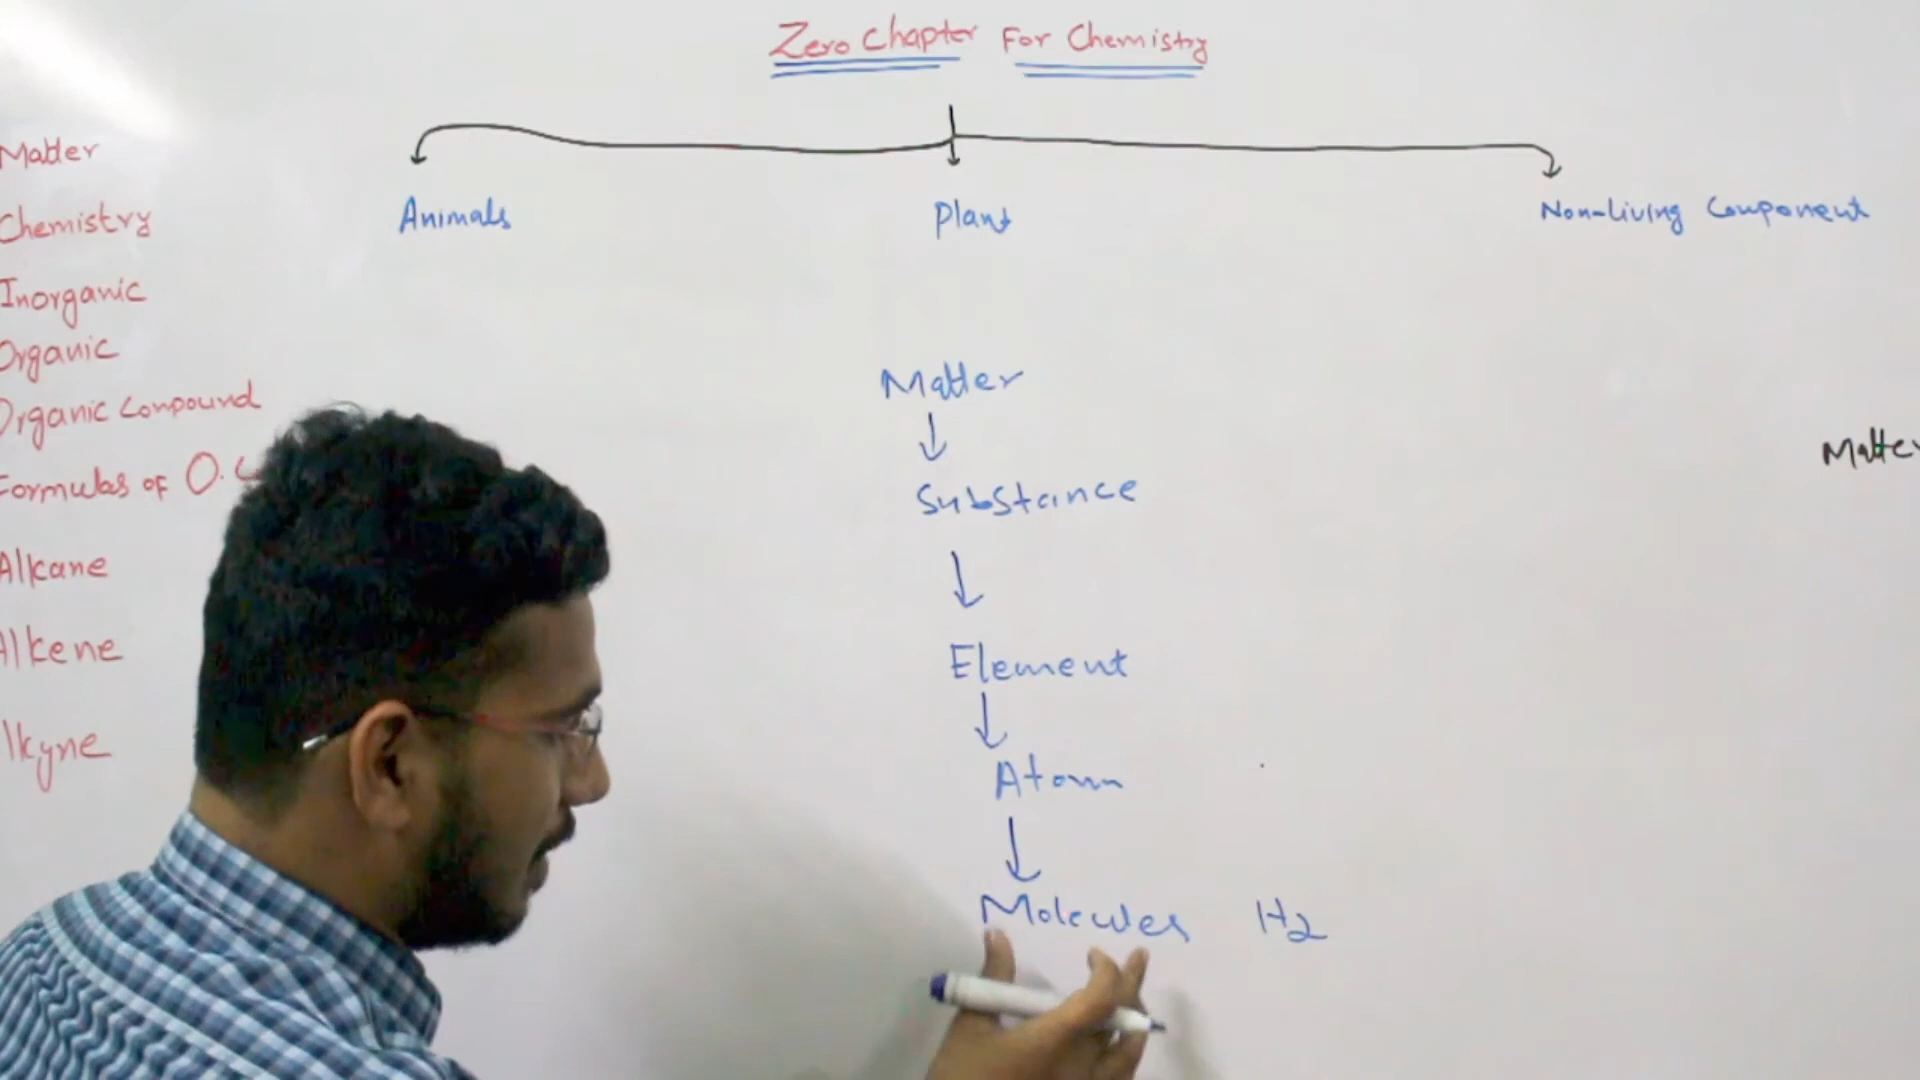 Zero Chapter For Chemistry
Animals
Plant
Non-Living Component
Matter
Chemistry
Inorganic
Organic
Organic Compound
Formulas of O.C
Alkane
Alkene
lkyne
Matter
Substance
Element
Atom
Molecules H2
Matter